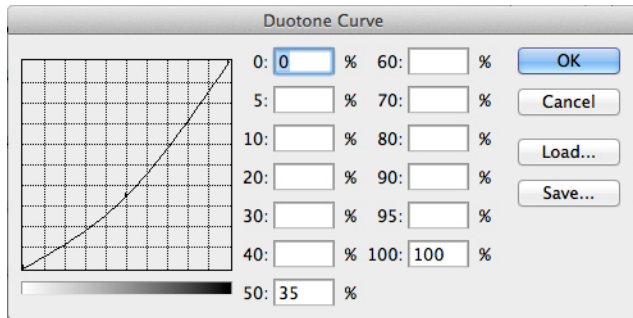 Duotone Curve
0: 0 % 60: % OK
5: % 70: % Cancel
10: % 80: %
Load...
20: % 90: %
Save...
30: % 95: %
40: % 100: 100 %
50: 35 %